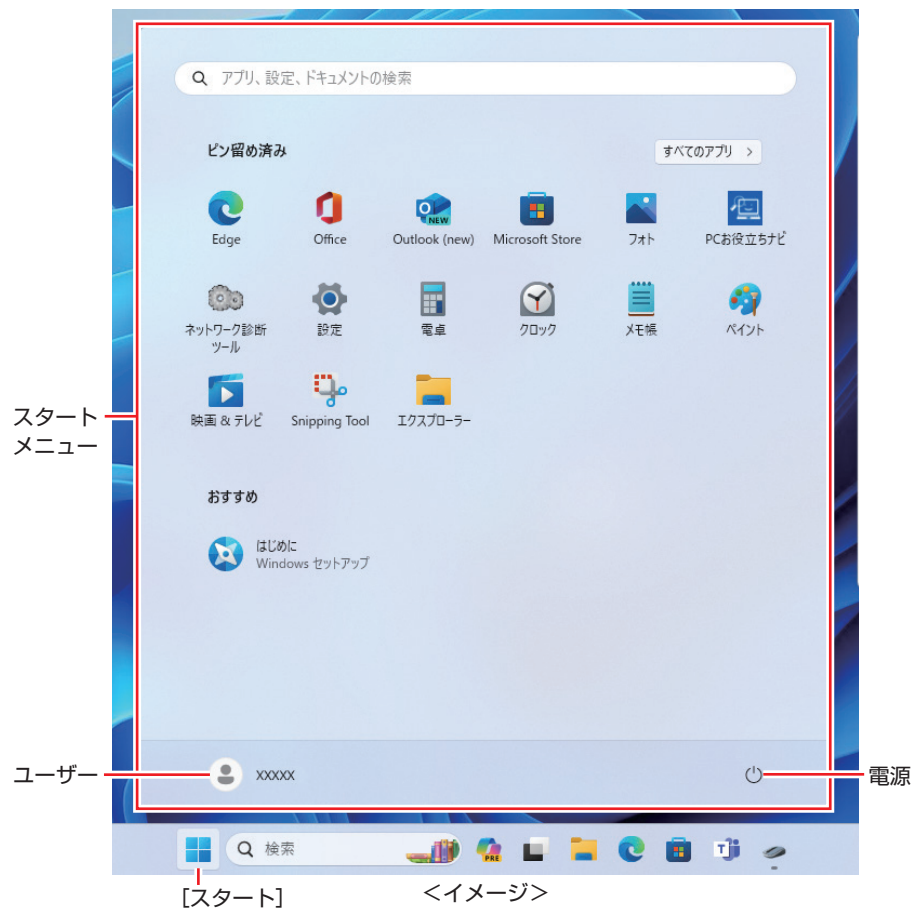 アプリ、設定、ドキュメントの検索
ピン留め済み
すべてのアプリ >
Edge
Office
NEW
Outlook (new)
Microsoft Store
フォト
PCお役立ちナビ
ネットワーク診断
ツール
設定
電卓
クロック
メモ帳
ペイント
映画 & テレビ
Snipping Tool
エクスプローラー
スタート
メニュー
おすすめ
はじめに
Windows セットアップ
ユーザー
xxxxx
電源
検索
PRE
[スタート]
＜イメージ＞